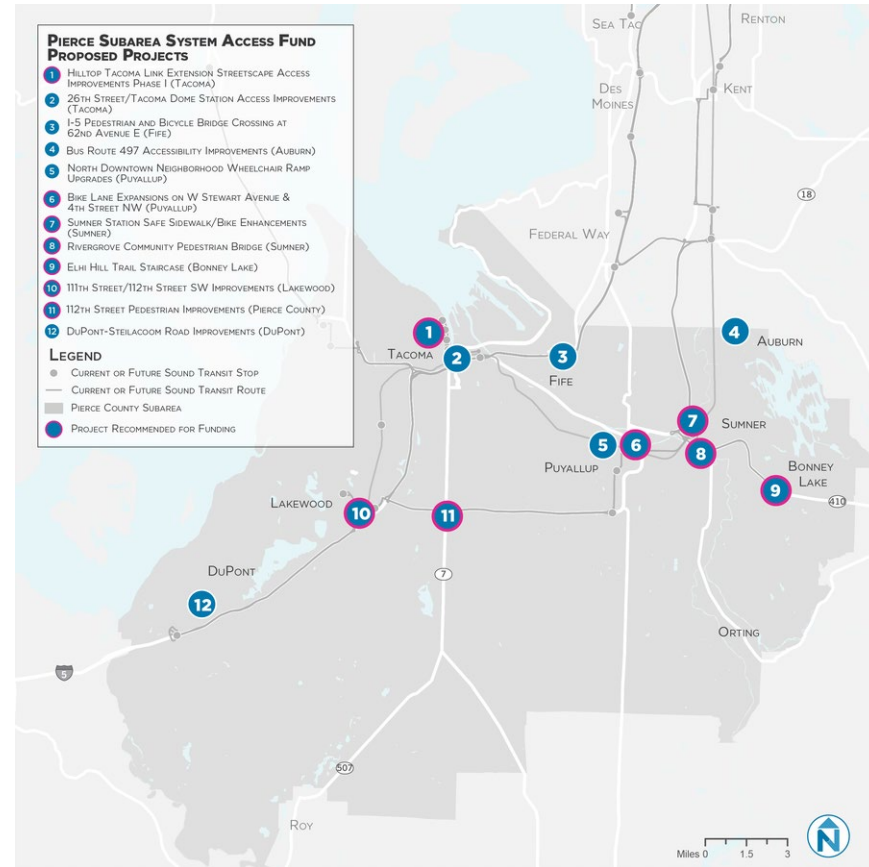 Pierce Subarea System Access Fund
Proposed Projects
1 Hilltop Tacoma Link Extension Streetscape Access
Improvements Phase I (Tacoma)
2 26th Street/Tacoma Dome Station Access Improvements
(Tacoma)
3 I-5 Pedestrian and Bicycle Bridge Crossing at
62nd Avenue E (Fife)
4 Bus Route 497 Accessibility Improvements (Auburn)
5 North Downtown Neighborhood Wheelchair Ramp
Upgrades (Puyallup)
6 Bike Lane Expansions on W Stewart Avenue &
4th Street NW (Puyallup)
7 Sumner Station Safe Sidewalk/Bike Enhancements
(Sumner)
8 Rivergrove Community Pedestrian Bridge (Sumner)
9 Elhi Hill Trail Staircase (Bonney Lake)
10 111th Street/112th Street SW Improvements (Lakewood)
11 112th Street Pedestrian Improvements (Pierce County)
12 DuPont-Steilacoom Road Improvements (DuPont)
Legend
Current or Future Sound Transit Stop
Current or Future Sound Transit Route
Pierce County Subarea
Project Recommended for Funding
Sea Tac
Renton
Des
Moines
Kent
18
Federal Way
1
Tacoma
2
3
Fife
4
Auburn
7
Sumner
5
6
8
Puyallup
Bonney
Lake
9
410
Lakewood
10
11
DuPont
7
12
Orting
5
507
Roy
Miles 0 1.5 3
N